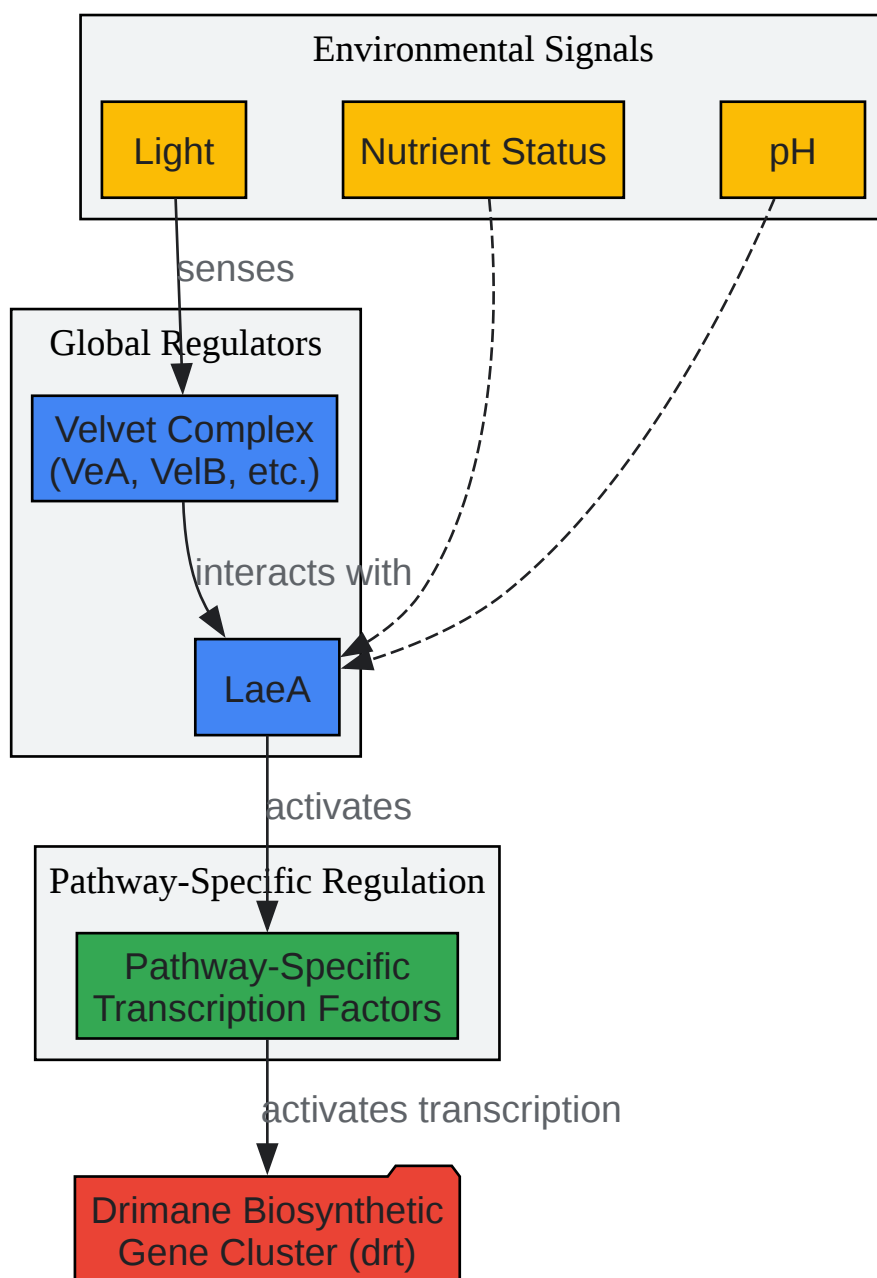 Environmental Signals
Light
Nutrient Status
pH
senses
Global Regulators
Velvet Complex
(VeA, VelB, etc.)
interacts with
LaeA
activates
Pathway-Specific Regulation
Pathway-Specific
Transcription Factors
activates transcription
Drimane Biosynthetic
Gene Cluster (drt)